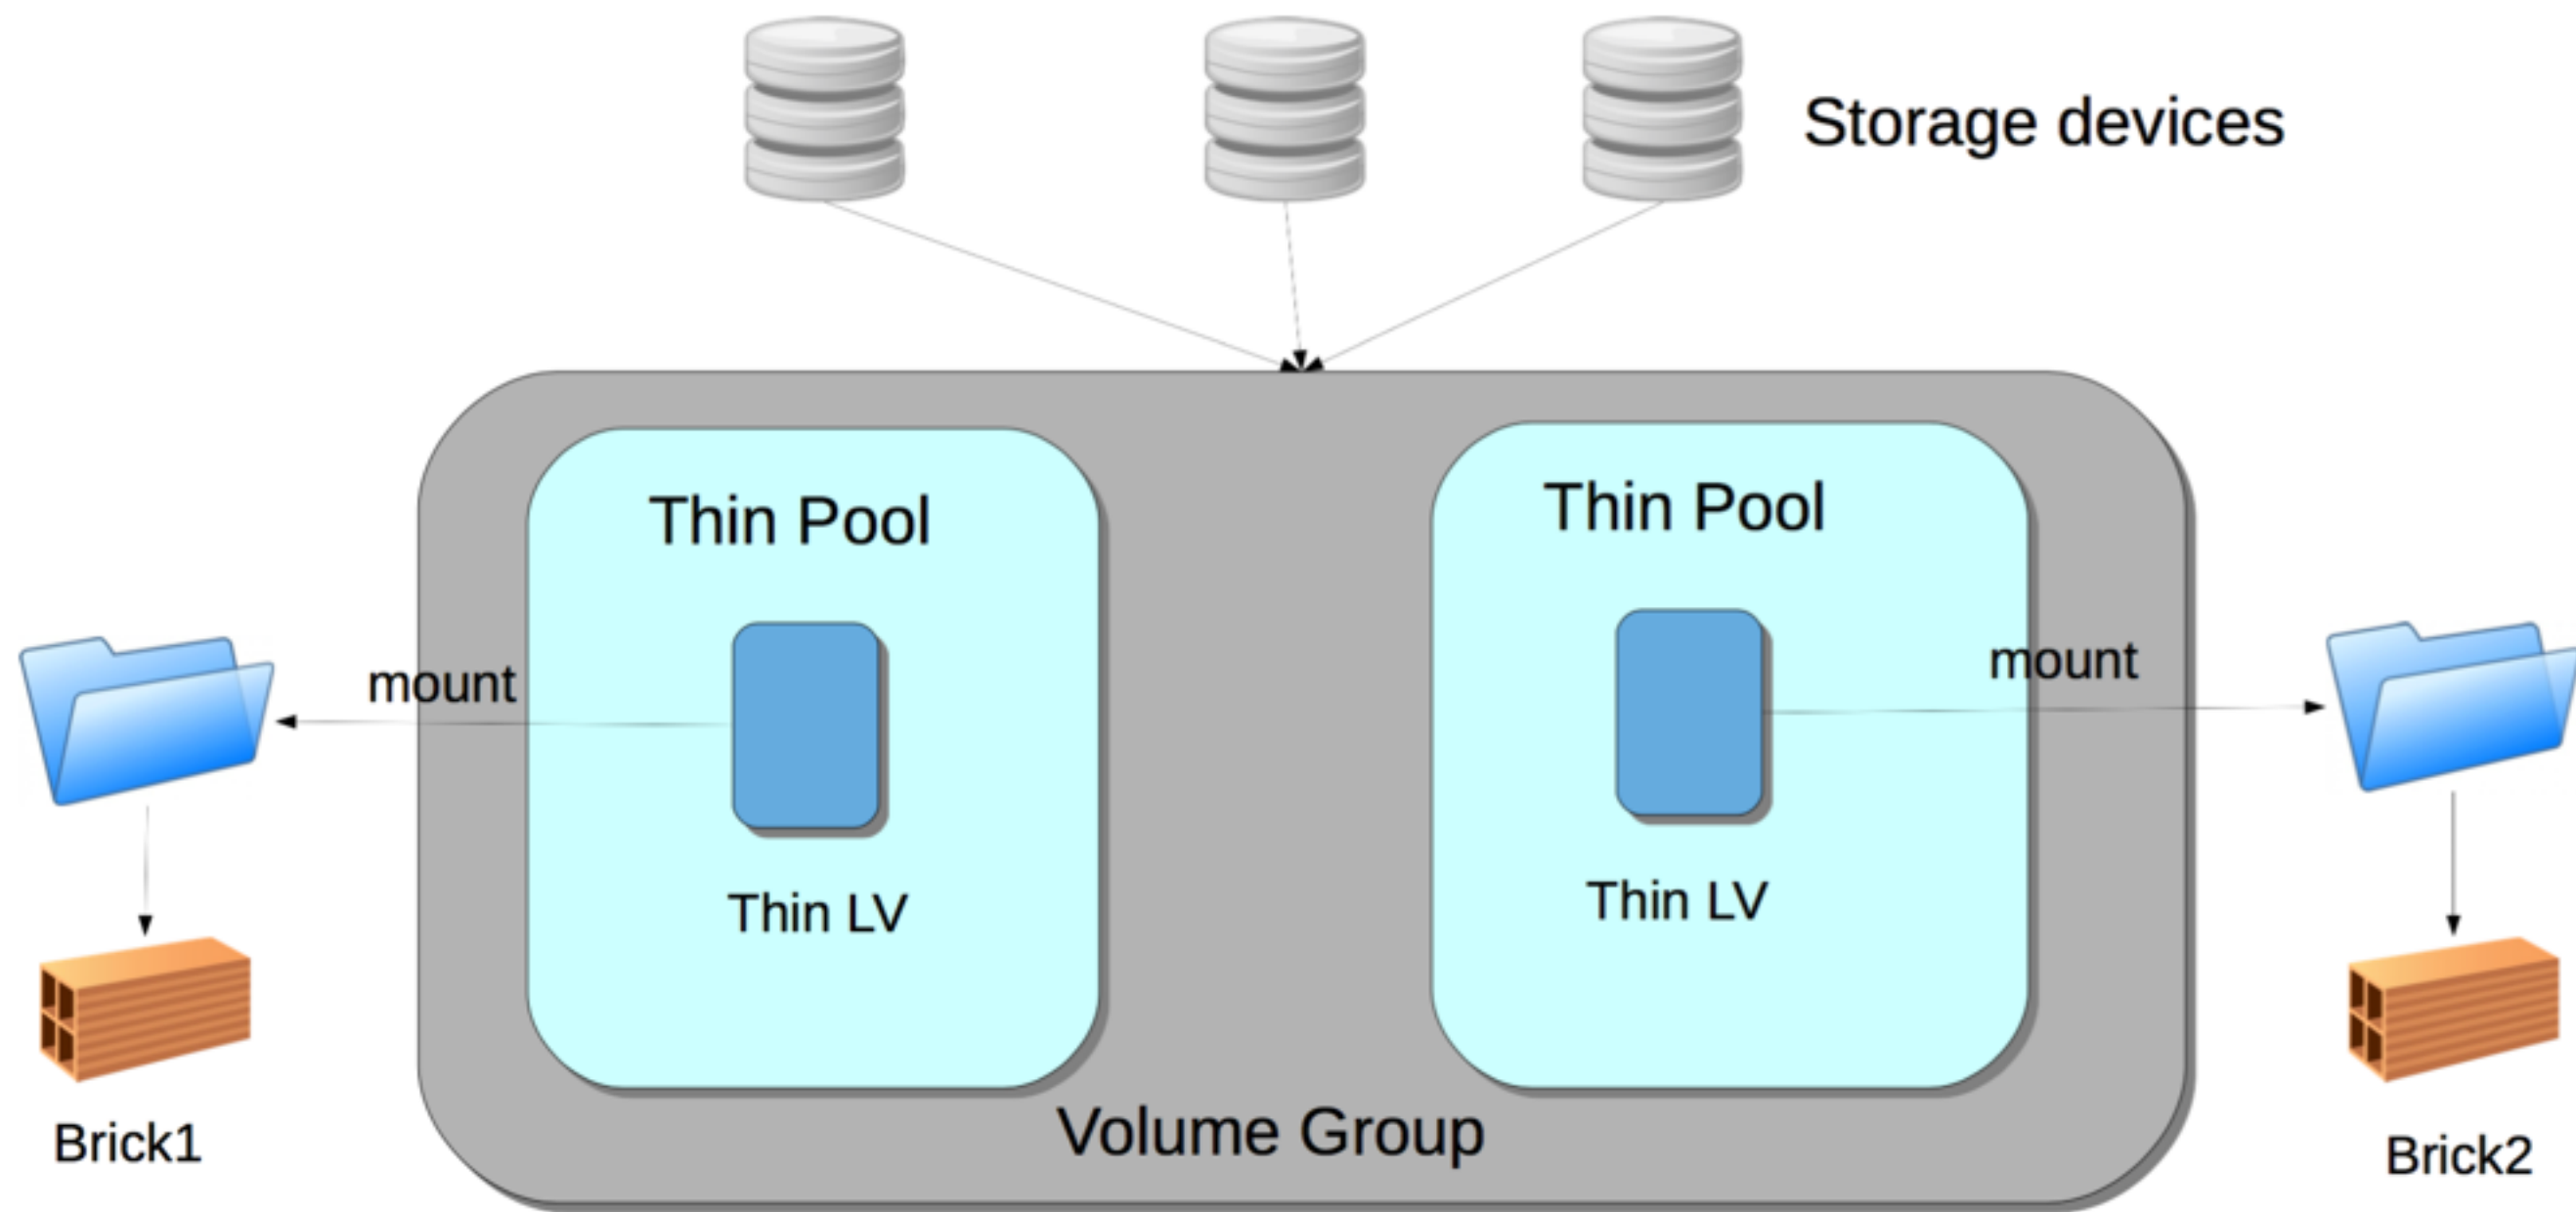 Storage devices
Thin Pool
Thin Pool
mount
mount
Thin LV
Thin LV
Volume Group
Brick1
Brick2